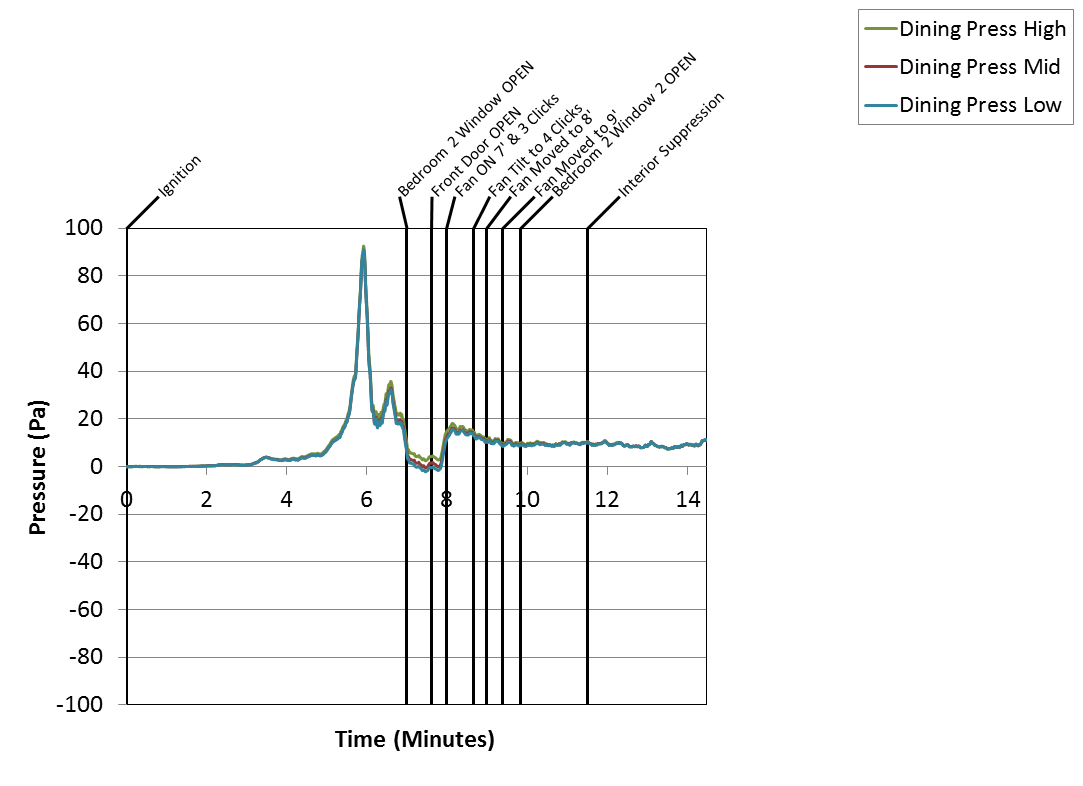 Dining Press High
Dining Press Mid
Dining Press Low
Ignition
Bedroom 2 Window OPEN
Front Door OPEN
Fan ON 7' & 3 Clicks
Fan Tilt to 4 Clicks
Fan Moved to 8'
Fan Moved to 9'
Bedroom 2 Window 2 OPEN
Interior Suppression
100
80
60
40
20
0
-20
-40
-60
-80
-100
0 2 4 6 8 10 12 14
Pressure (Pa)
Time (Minutes)